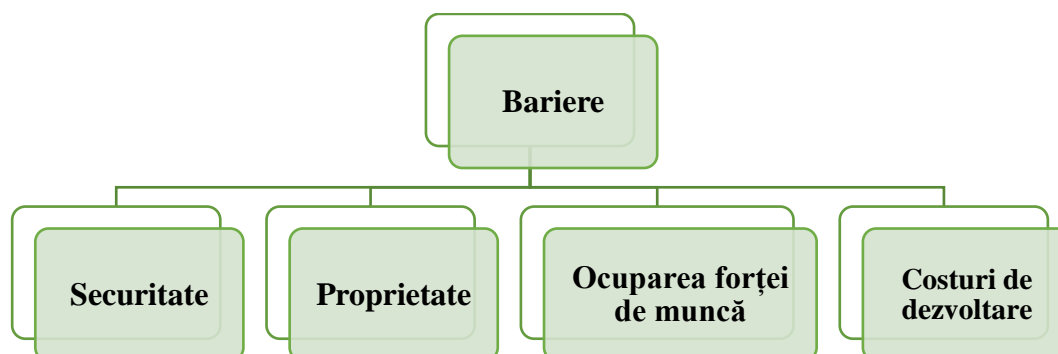 Bariere
Securitate
Proprietate
Ocuparea forței
de muncă
Costuri de
dezvoltare